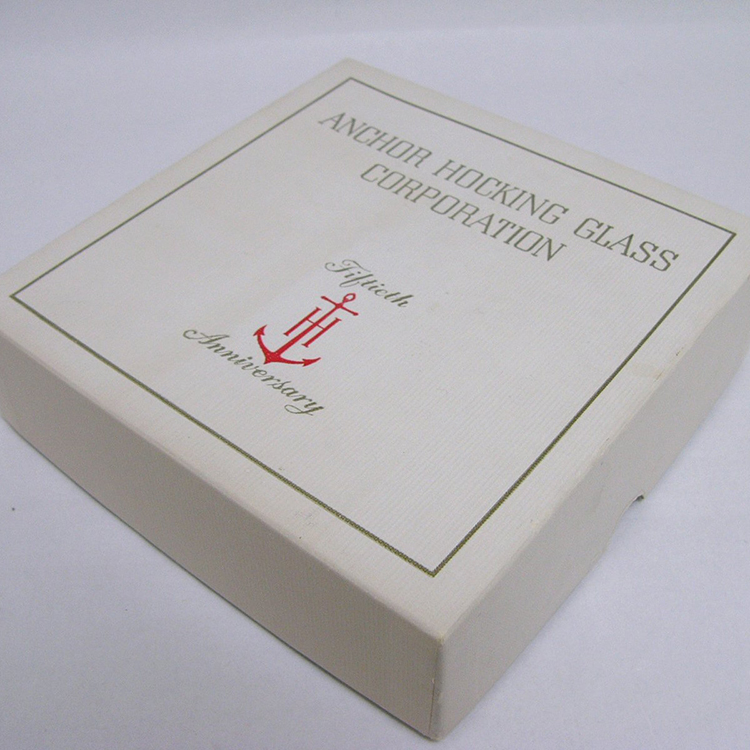 ANCHOR HOCKING GLASS
CORPORATION
Fiftieth
H
Anniversary